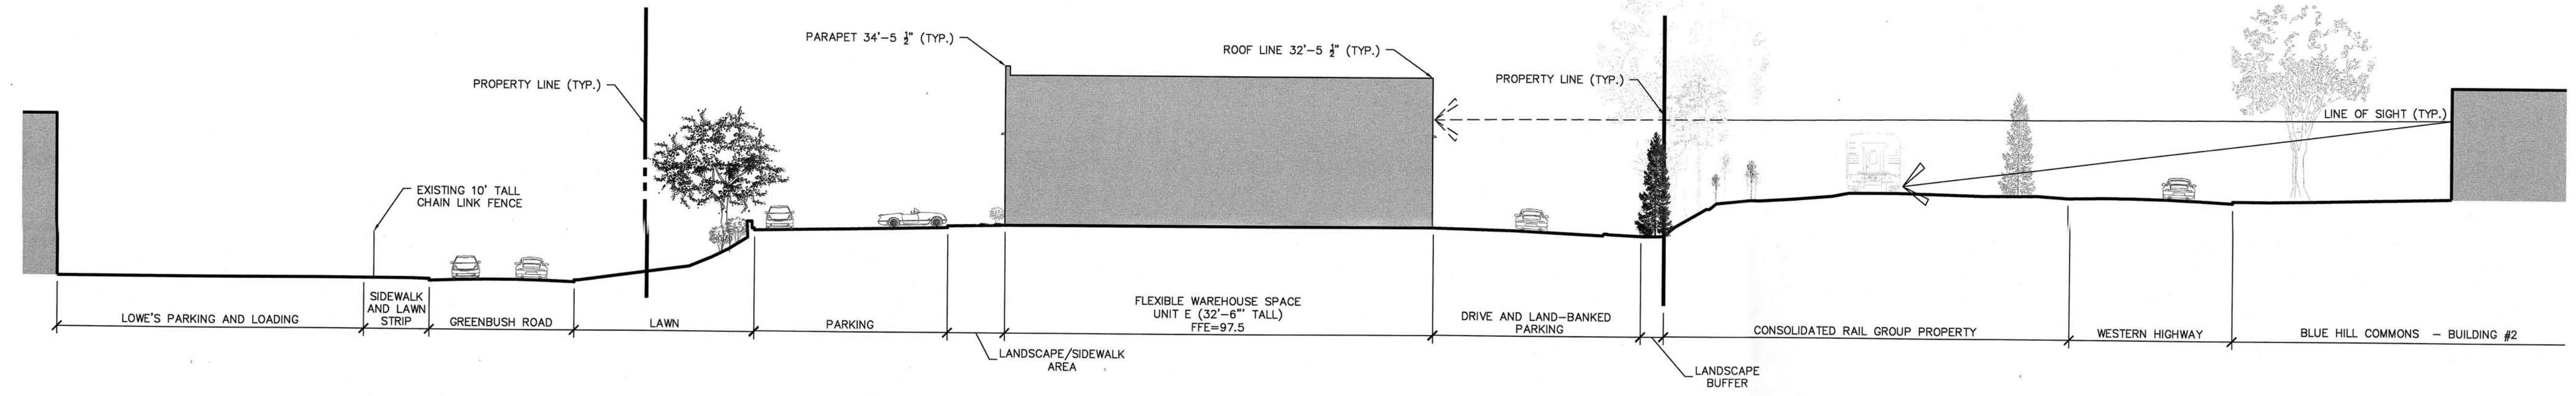 PARAPET 34'-5 ½" (TYP.)
ROOF LINE 32'-5 ½" (TYP.)
PROPERTY LINE (TYP.)
PROPERTY LINE (TYP.)
LINE OF SIGHT (TYP.)
EXISTING 10' TALL
CHAIN LINK FENCE
LOWE'S PARKING AND LOADING
SIDEWALK
AND LAWN
STRIP
GREENBUSH ROAD
LAWN
PARKING
LANDSCAPE/SIDEWALK
AREA
FLEXIBLE WAREHOUSE SPACE
UNIT E (32'-6"' TALL)
FFE=97.5
DRIVE AND LAND-BANKED
PARKING
LANDSCAPE
BUFFER
CONSOLIDATED RAIL GROUP PROPERTY
WESTERN HIGHWAY
BLUE HILL COMMONS - BUILDING #2